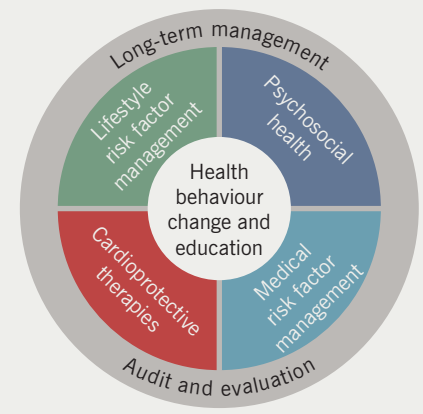 Long-term management
Lifestyle
risk factor
management
Psychosocial
health
Health
behaviour
change and
education
Cardioprotective
therapies
Medical
risk factor
management
Audit and evaluation